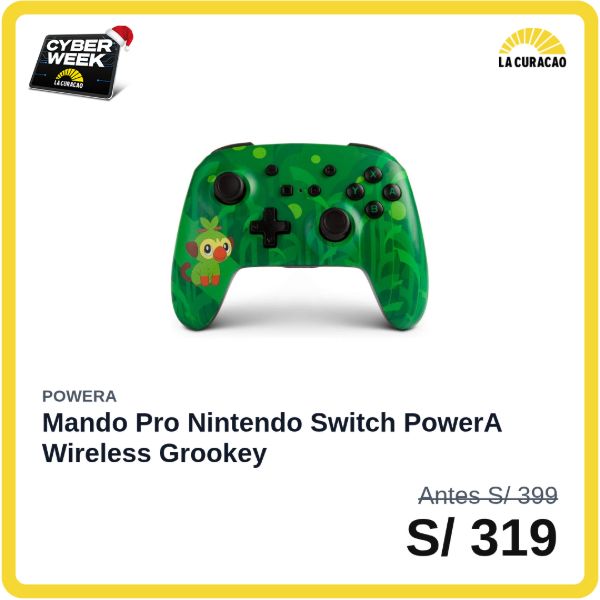 CYBER
WEEK
LA CURACAO
LA CURACAO
X
Y
A
B
POWERA
Mando Pro Nintendo Switch PowerA
Wireless Grookey
Antes S/ 399
S/ 319